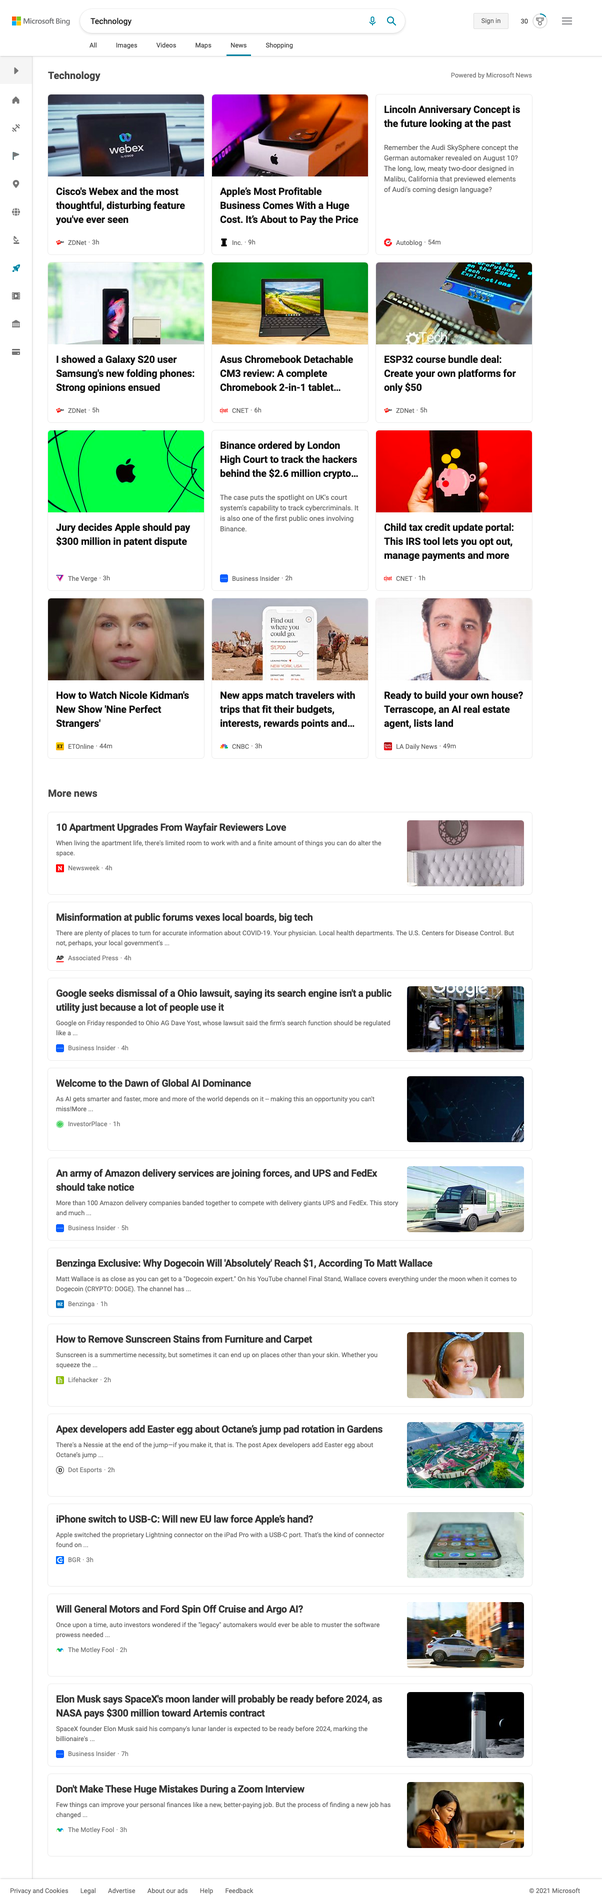 Microsoft Bing
Technology
Sign in
30
All Images Videos Maps News Shopping
Technology
Powered by Microsoft News
webex
Cisco's Webex and the most
thoughtful, disturbing feature
you've ever seen
ZDNet · 3h
Apple's Most Profitable
Business Comes With a Huge
Cost. It's About to Pay the Price
Inc. · 9h
Lincoln Anniversary Concept is
the future looking at the past
Remember the Audi SkySphere concept the
German automaker revealed on August 10?
The long, low, meaty two-door designed in
Malibu, California that previewed elements
of Audi's coming design language?
Autoblog · 54m
I showed a Galaxy S20 user
Samsung's new folding phones:
Strong opinions ensued
ZDNet · 5h
Asus Chromebook Detachable
CM3 review: A complete
Chromebook 2-in-1 tablet...
CNET · 6h
ESP32 course bundle deal:
Create your own platforms for
only $50
ZDNet · 5h
Jury decides Apple should pay
$300 million in patent dispute
The Verge · 3h
Binance ordered by London
High Court to track the hackers
behind the $2.6 million crypto...
The case puts the spotlight on UK's court
system's capability to track cybercriminals. It
is also one of the first public ones involving
Binance.
Business Insider · 2h
Child tax credit update portal:
This IRS tool lets you opt out,
manage payments and more
CNET · 1h
How to Watch Nicole Kidman's
New Show 'Nine Perfect
Strangers'
ETOnline · 44m
Find out
where you
could go.
$1,700
New apps match travelers with
trips that fit their budgets,
interests, rewards points and...
CNBC · 3h
Ready to build your own house?
Terrascope, an AI real estate
agent, lists land
LA Daily News · 49m
More news
10 Apartment Upgrades From Wayfair Reviewers Love
When living the apartment life, there's limited room to work with and a finite amount of things you can do alter the
space.
Newsweek · 4h
Misinformation at public forums vexes local boards, big tech
There are plenty of places to turn for accurate information about COVID-19. Your physician. Local health departments. The U.S. Centers for Disease Control. But
not, perhaps, your local government's ...
AP Associated Press · 4h
Google seeks dismissal of a Ohio lawsuit, saying its search engine isn't a public
utility just because a lot of people use it
Google on Friday responded to Ohio AG Dave Yost, whose lawsuit said the firm's search function should be regulated
like a ...
Business Insider · 4h
Google
Welcome to the Dawn of Global AI Dominance
As AI gets smarter and faster, more and more of the world depends on it – making this an opportunity you can't
miss!More ...
InvestorPlace · 1h
An army of Amazon delivery services are joining forces, and UPS and FedEx
should take notice
More than 100 Amazon delivery companies banded together to compete with delivery giants UPS and FedEx. This story
and much ...
Business Insider · 5h
Benzinga Exclusive: Why Dogecoin Will 'Absolutely' Reach $1, According To Matt Wallace
Matt Wallace is as close as you can get to a "Dogecoin expert." On his YouTube channel Final Stand, Wallace covers everything under the moon when it comes to
Dogecoin (CRYPTO: DOGE). The channel has ...
Benzinga · 1h
How to Remove Sunscreen Stains from Furniture and Carpet
Sunscreen is a summertime necessity, but sometimes it can end up on places other than your skin. Whether you
squeeze the ...
Lifehacker · 2h
Apex developers add Easter egg about Octane's jump pad rotation in Gardens
There's a Nessie at the end of the jump—if you make it, that is. The post Apex developers add Easter egg about
Octane's jump ...
Dot Esports · 2h
iPhone switch to USB-C: Will new EU law force Apple's hand?
Apple switched the proprietary Lightning connector on the iPad Pro with a USB-C port. That's the kind of connector
found on ...
BGR · 3h
Will General Motors and Ford Spin Off Cruise and Argo AI?
Once upon a time, auto investors wondered if the "legacy" automakers would ever be able to muster the software
prowess needed ...
The Motley Fool · 2h
Elon Musk says SpaceX's moon lander will probably be ready before 2024, as
NASA pays $300 million toward Artemis contract
SpaceX founder Elon Musk said his company's lunar lander is expected to be ready before 2024, marking the
billionaire's ...
Business Insider · 7h
Don't Make These Huge Mistakes During a Zoom Interview
Few things can improve your personal finances like a new, better-paying job. But the process of finding a new job has
changed ...
The Motley Fool · 3h
Privacy and Cookies Legal Advertise About our ads Help Feedback
© 2021 Microsoft